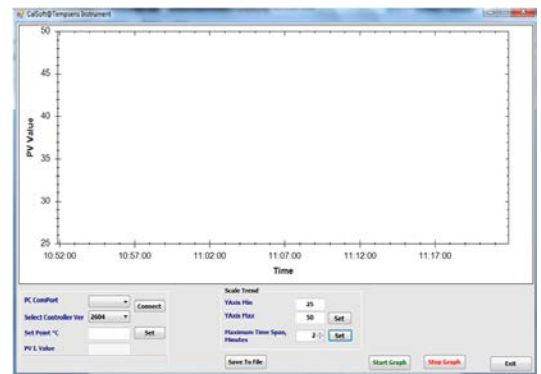 CalSoft@Tempsens Instrument
50
45
40
35
30
25
PV Value
10:52:00 10:57:00 11:02:00 11:07:00 11:12:00 11:17:00
Time
PC ComPort Connect
Select Controller Ver 2604
Set Point °C Set
PV L Value
Scale Trend
YAxis Min 25
YAxis Max 50 Set
Maximum Time Span, Minutes 2 Set
Save To File
Start Graph Stop Graph Exit